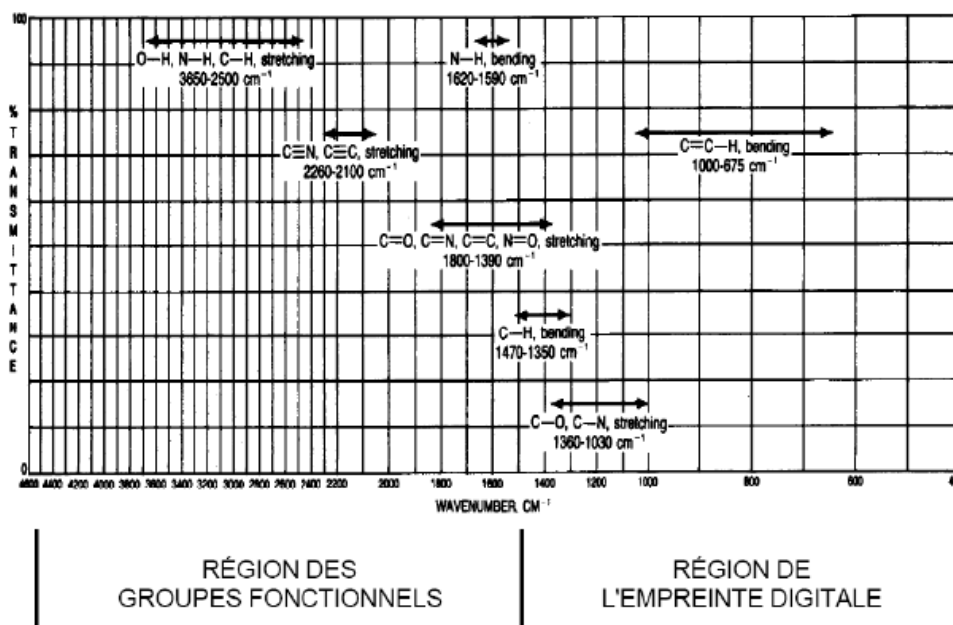 100
O—H, N—H, C—H, stretching
3650-2500 cm⁻¹
N—H, bending
1620-1590 cm⁻¹
C≡N, C≡C, stretching
2260-2100 cm⁻¹
C=C—H, bending
1000-675 cm⁻¹
C=O, C=N, C=C, N=O, stretching
1800-1390 cm⁻¹
C—H, bending
1470-1350 cm⁻¹
C—O, C—N, stretching
1360-1030 cm⁻¹
% TRANSMITTANCE
0
4600 4400 4200 4000 3800 3600 3400 3200 3000 2800 2600 2400 2200 2000 1800 1600 1400 1200 1000 800 600
WAVENUMBER, CM⁻¹
RÉGION DES
GROUPES FONCTIONNELS
RÉGION DE
L'EMPREINTE DIGITALE